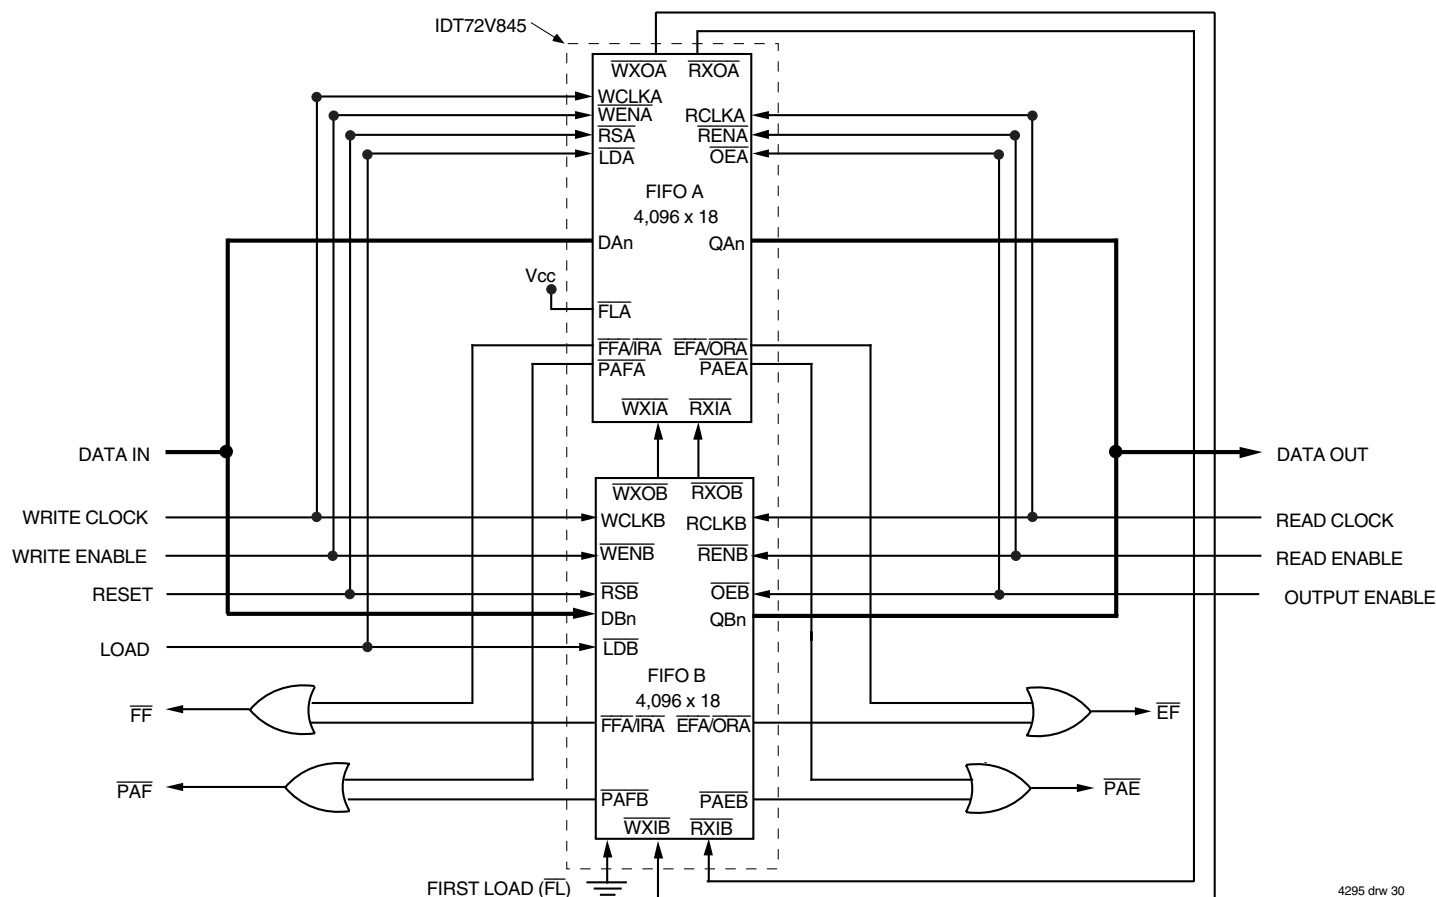 IDT72V845
WXOA RXOA
WCLKA
WENA RCLKA
RSA RENA
LDA OEA
FIFO A
4,096 x 18
DAn QAn
Vcc
FLA
FFA/IRA EFA/ORA
PAFA PAEA
WXIA RXIA
DATA IN DATA OUT
WXOB RXOB
WRITE CLOCK WCLKB RCLKB READ CLOCK
WRITE ENABLE WENB RENB READ ENABLE
RESET RSB OEB OUTPUT ENABLE
DBn QBn
LOAD LDB
FIFO B
4,096 x 18
FF FFA/IRA EFA/ORA EF
PAF PAFB PAEB PAE
WXIB RXIB
FIRST LOAD (FL)
4295 drw 30